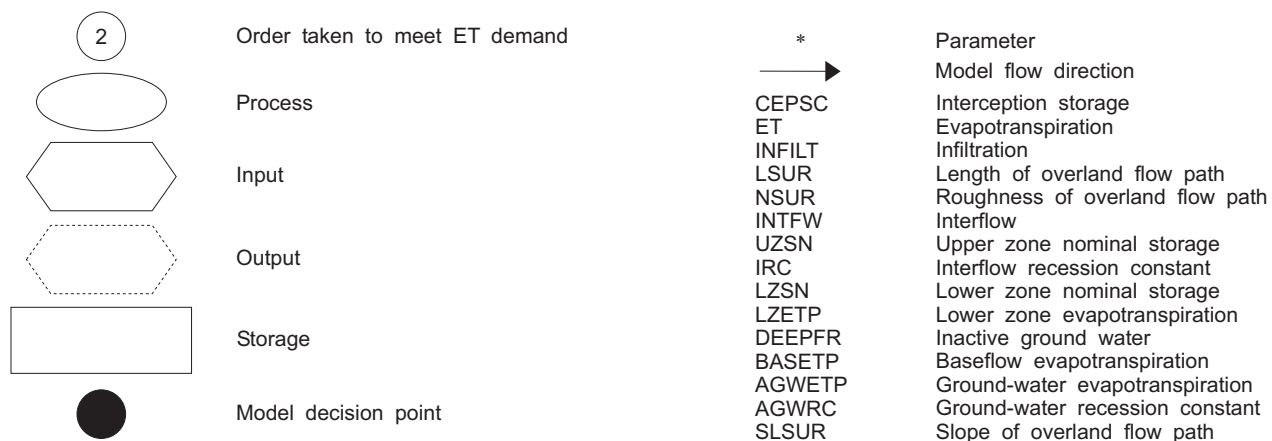 2 Order taken to meet ET demand
Process
Input
Output
Storage
Model decision point
* Parameter
Model flow direction
CEPSC Interception storage
ET Evapotranspiration
INFILT Infiltration
LSUR Length of overland flow path
NSUR Roughness of overland flow path
INTFW Interflow
UZSN Upper zone nominal storage
IRC Interflow recession constant
LZSN Lower zone nominal storage
LZETP Lower zone evapotranspiration
DEEPFR Inactive ground water
BASETP Baseflow evapotranspiration
AGWETP Ground-water evapotranspiration
AGWRC Ground-water recession constant
SLSUR Slope of overland flow path